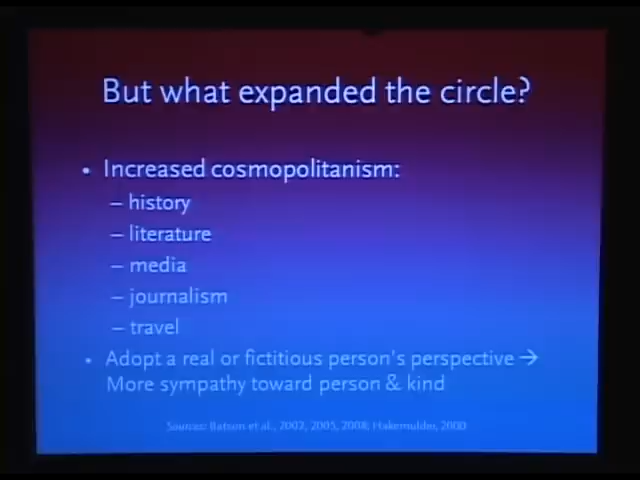 But what expanded the circle?
• Increased cosmopolitanism:
– history
– literature
– media
– journalism
– travel
• Adopt a real or fictitious person's perspective →
More sympathy toward person & kind
Sources: Batson et al., 2002, 2005, 2008; Hakemulder, 2000